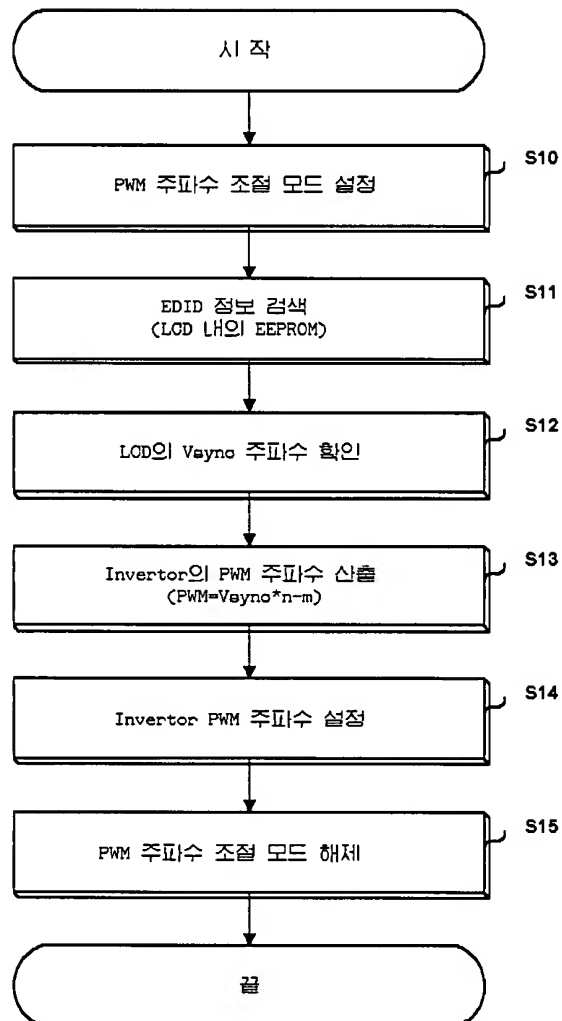 시 작
PWM 주파수 조절 모드 설정
S10
EDID 정보 검색
(LCD 내의 EEPROM)
S11
LCD의 Vsync 주파수 확인
S12
Invertor의 PWM 주파수 산출
(PWM=Vsync*n-m)
S13
Invertor PWM 주파수 설정
S14
PWM 주파수 조절 모드 해제
S15
끝